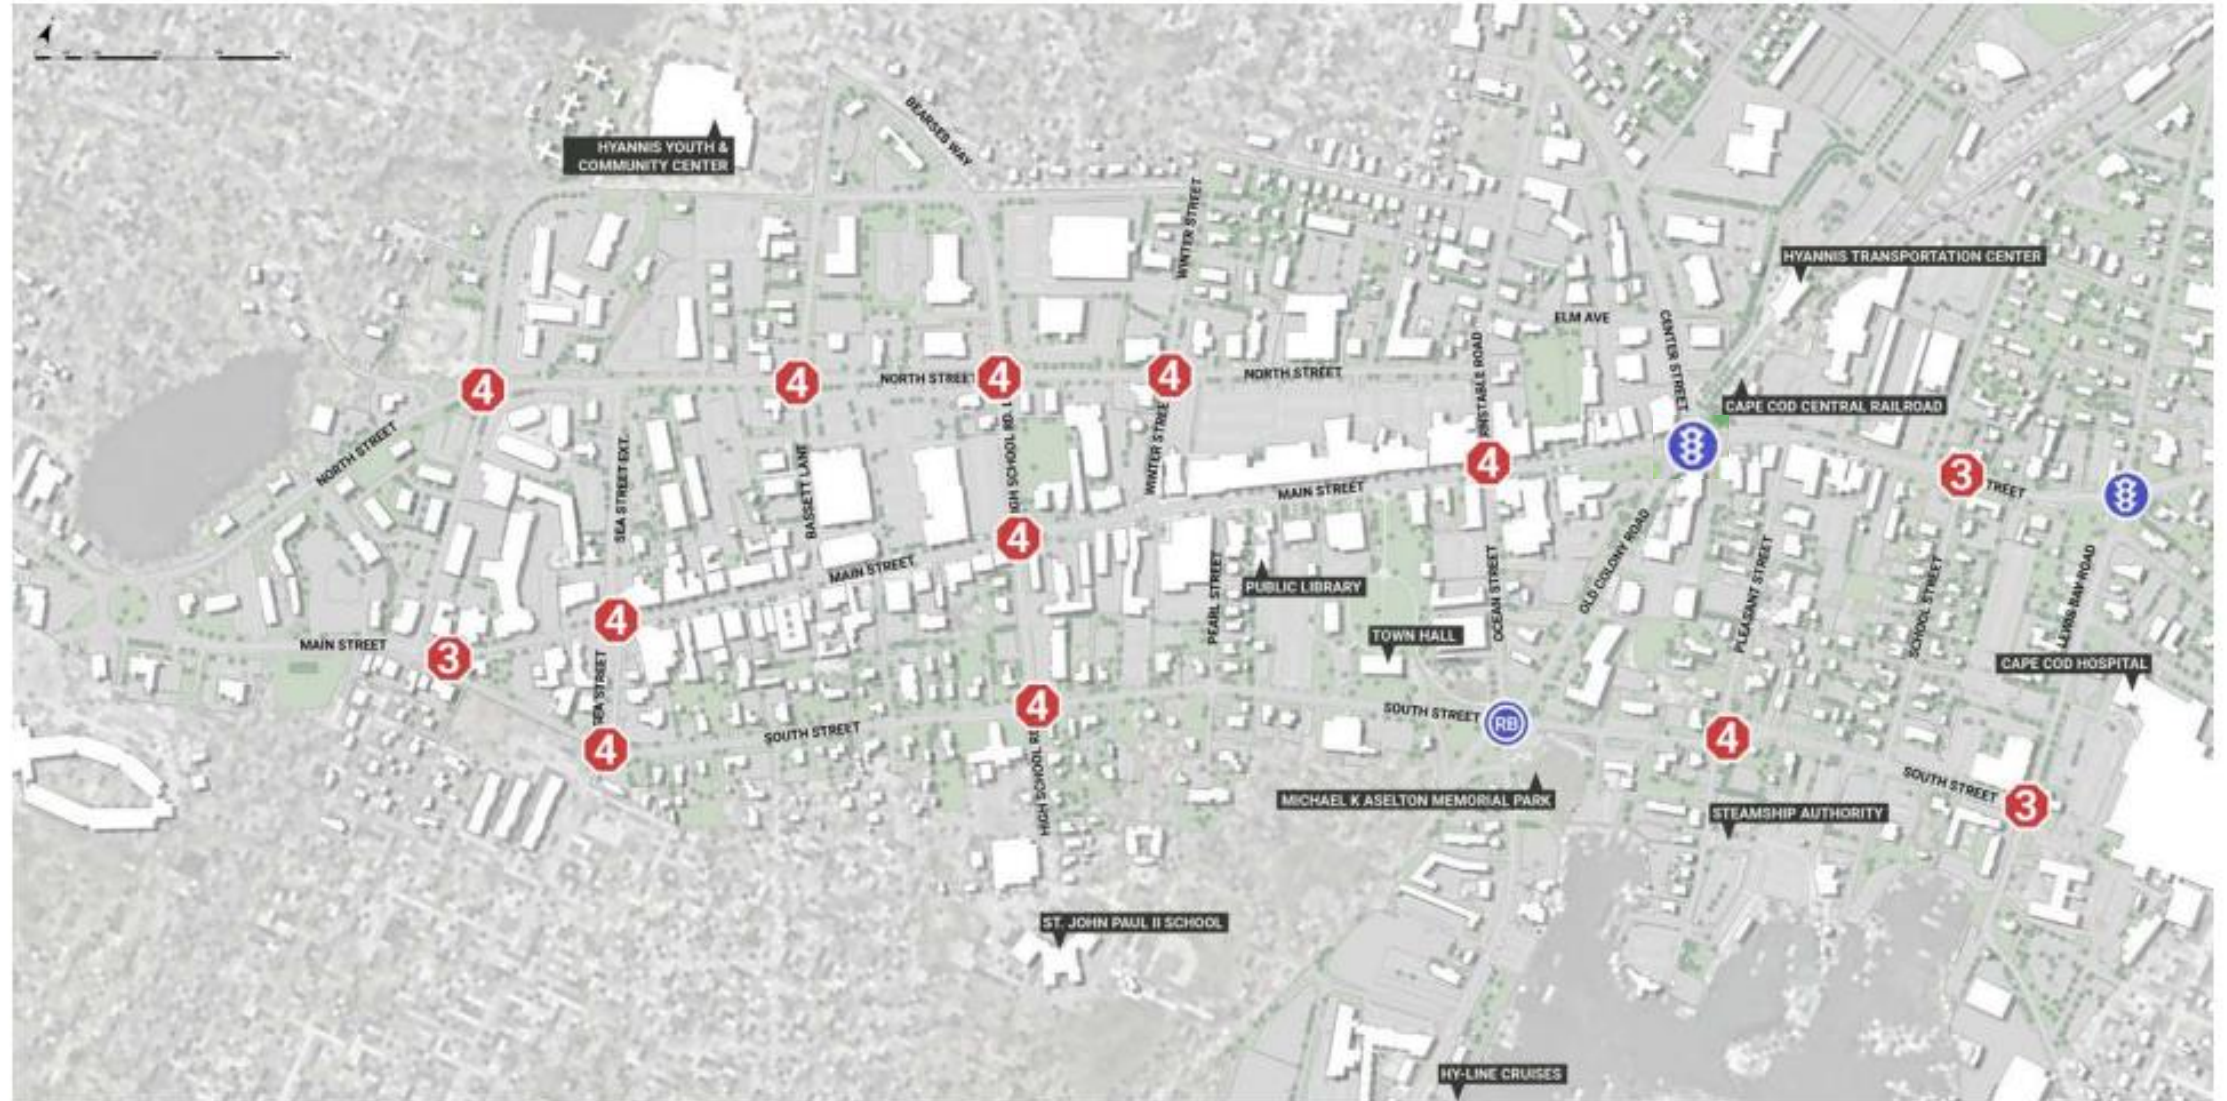 BEARSES WAY
HYANNIS YOUTH &
COMMUNITY CENTER
WINTER STREET
HYANNIS TRANSPORTATION CENTER
ELM AVE
CENTER STREET
4
4
NORTH STREET
4
4
NORTH STREET
CAPE COD CENTRAL RAILROAD
NORTH STREET
SEA STREET EXT.
BASSETT LANE
MAIN STREET
4
8
3
TREET
8
4
MAIN STREET
PEARL STREET
PUBLIC LIBRARY
OCEAN STREET
OLD COLONY ROAD
PLEASANT STREET
SCHOOL STREET
LEWIS BAY ROAD
4
MAIN STREET
3
TOWN HALL
CAPE COD HOSPITAL
SEA STREET
4
SOUTH STREET
4
SOUTH STREET
RB
4
SOUTH STREET
3
MICHAEL K ASELTON MEMORIAL PARK
STEAMSHIP AUTHORITY
HIGH SCHOOL RD
ST. JOHN PAUL II SCHOOL
HY-LINE CRUISES